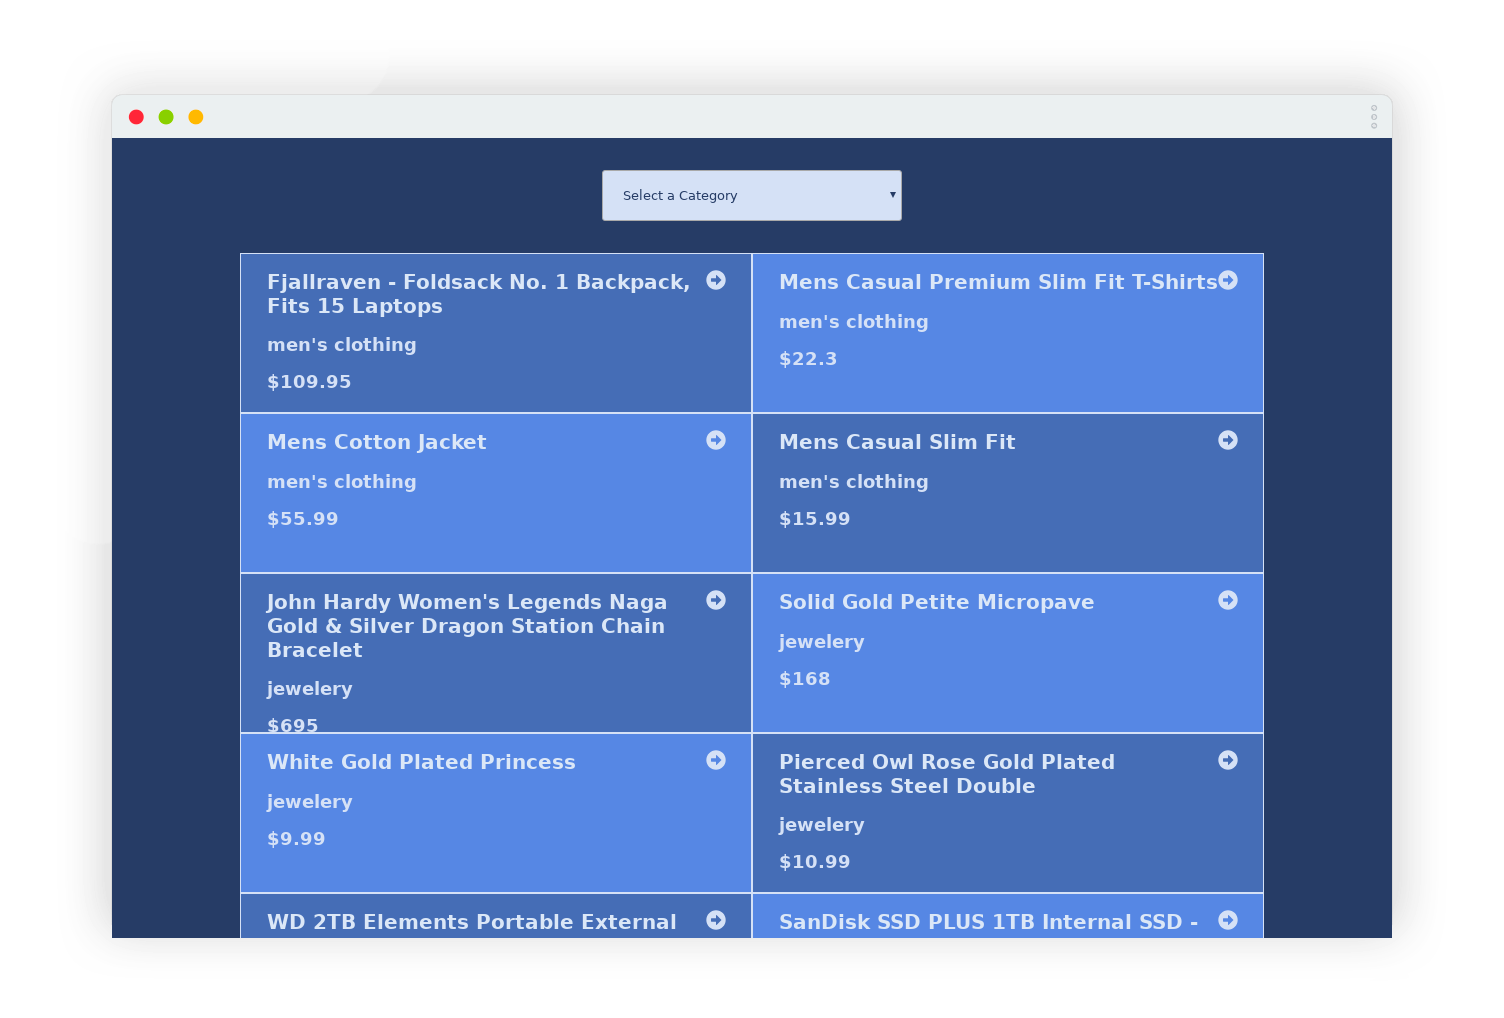 Select a Category
Fjallraven - Foldsack No. 1 Backpack,
Fits 15 Laptops
men's clothing
$109.95
Mens Casual Premium Slim Fit T-Shirts
men's clothing
$22.3
Mens Cotton Jacket
men's clothing
$55.99
Mens Casual Slim Fit
men's clothing
$15.99
John Hardy Women's Legends Naga
Gold & Silver Dragon Station Chain
Bracelet
jewelery
$695
Solid Gold Petite Micropave
jewelery
$168
White Gold Plated Princess
jewelery
$9.99
Pierced Owl Rose Gold Plated
Stainless Steel Double
jewelery
$10.99
WD 2TB Elements Portable External
SanDisk SSD PLUS 1TB Internal SSD -